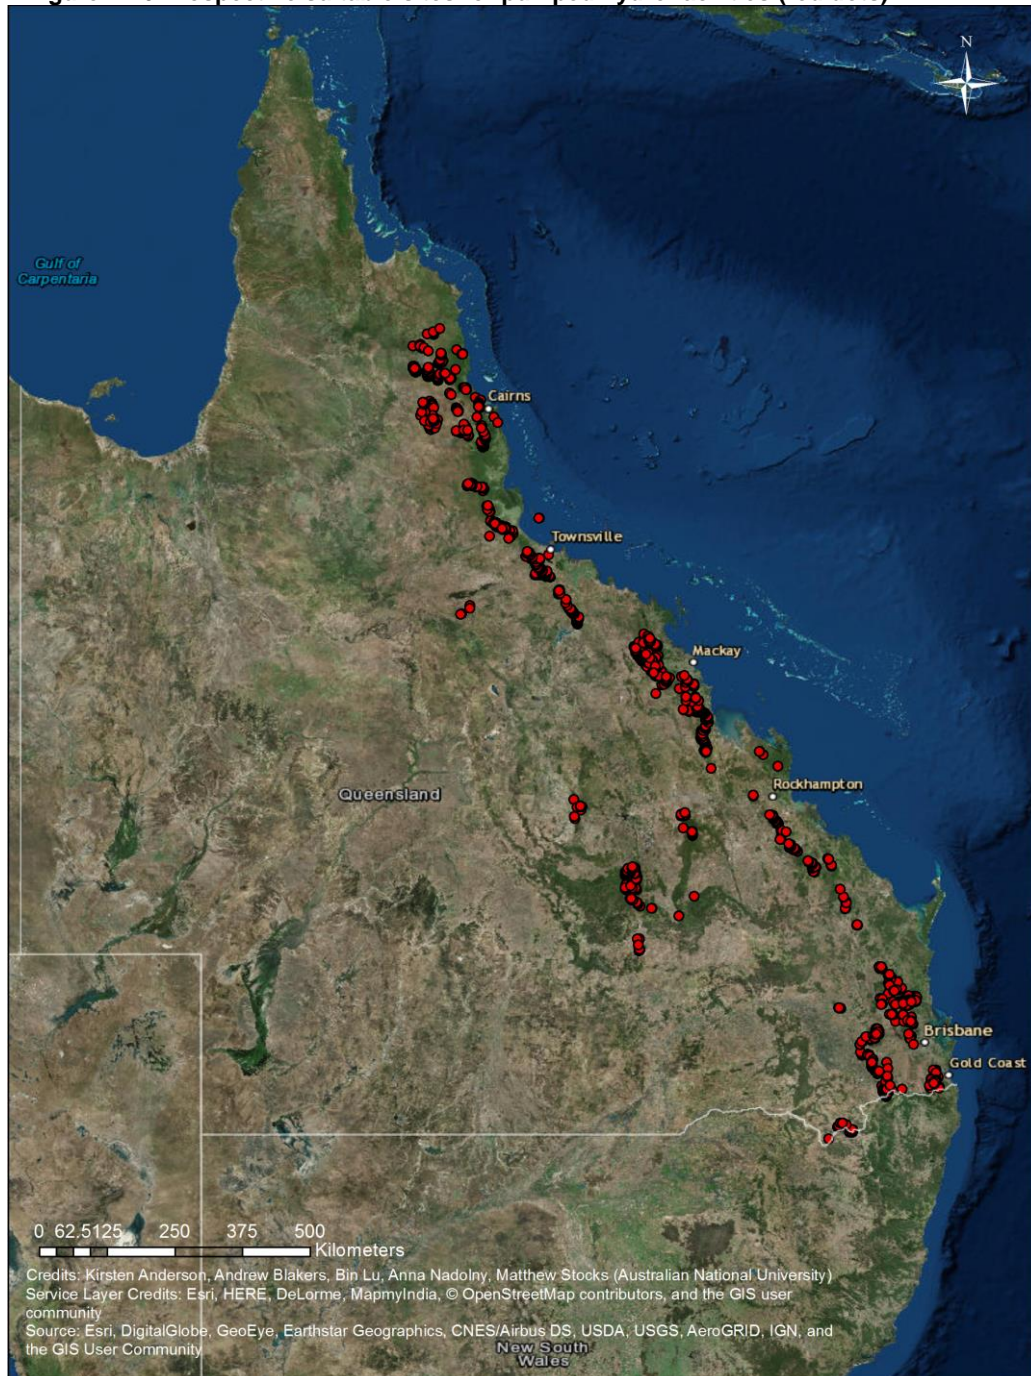 N
Gulf of
Carpentaria
Cairns
Townsville
Mackay
Queensland
Rockhampton
Brisbane
Gold Coast
0 62.5125 250 375 500
Kilometers
Credits: Kirsten Anderson, Andrew Blakers, Bin Lu, Anna Nadolny, Matthew Stocks (Australian National University)
Service Layer Credits: Esri, HERE, DeLorme, MapmyIndia, © OpenStreetMap contributors, and the GIS user
community
Source: Esri, DigitalGlobe, GeoEye, Earthstar Geographics, CNES/Airbus DS, USDA, USGS, AeroGRID, IGN, and
the GIS User Community
New South
Wales